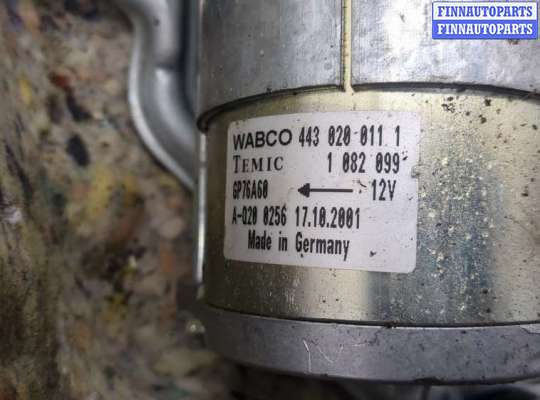 FINNAUTOPARTS
FINNAUTOPARTS
WABCO 443 020 011 1
TEMIC 1 082 099
GP76A60 12V
A-Q20 0256 17.10.2001
Made in Germany